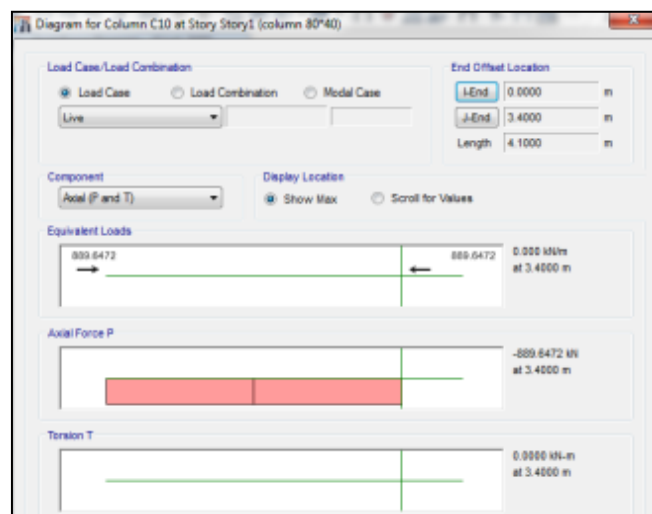 Diagram for Column C10 at Story Story1 (column 80*40)
Load Case/Load Combination
Load Case
Load Combination
Modal Case
Live
End Offset Location
I-End
0.0000
m
J-End
3.4000
m
Length
4.1000
m
Component
Axial (P and T)
Display Location
Show Max
Scroll for Values
Equivalent Loads
889.6472
889.6472
0.000 kN/m
at 3.4000 m
Axial Force P
-889.6472 kN
at 3.4000 m
Torsion T
0.0000 kN-m
at 3.4000 m